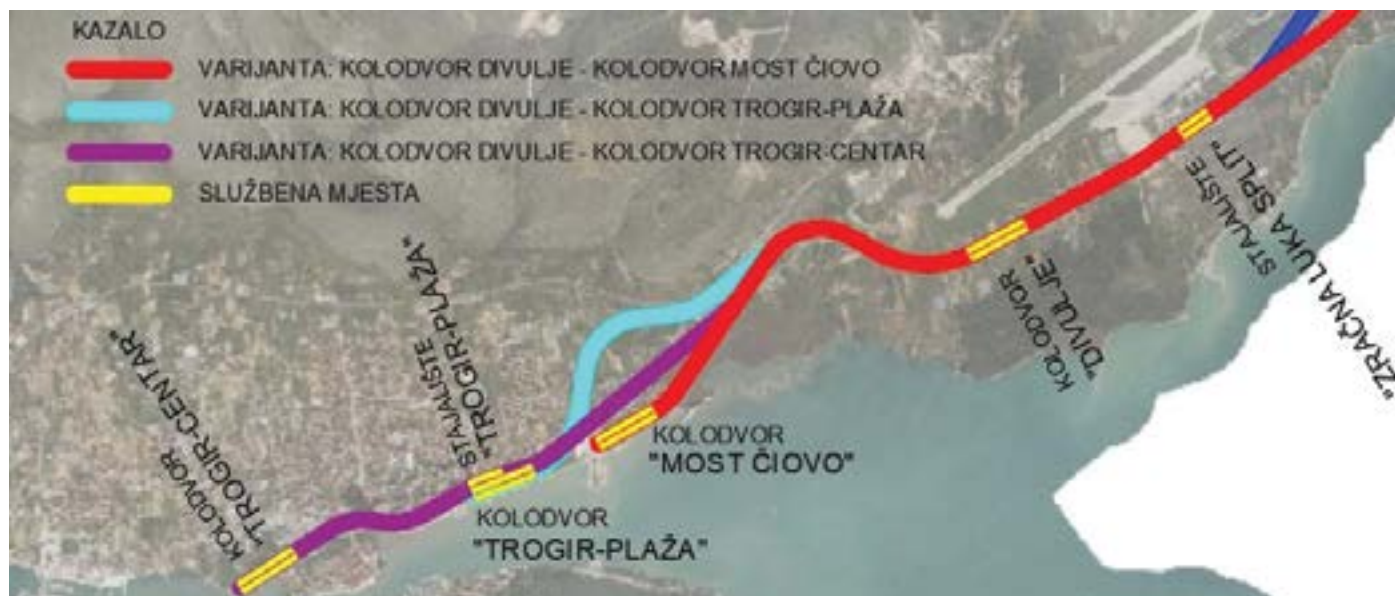 KAZALO
VARIJANTA: KOLODVOR DIVULJE - KOLODVOR MOST ČIOVO
VARIJANTA: KOLODVOR DIVULJE - KOLODVOR TROGIR-PLAŽA
VARIJANTA: KOLODVOR DIVULJE - KOLODVOR TROGIR-CENTAR
SLUŽBENA MJESTA
KOLODVOR
"TROGIR-CENTAR"
STAJALIŠTE
"TROGIR-PLAŽA"
KOLODVOR
"TROGIR-PLAŽA"
KOLODVOR
"MOST ČIOVO"
KOLODVOR
"DIVULJE"
STAJALIŠTE
"ZRAČNA LUKA SPLIT"